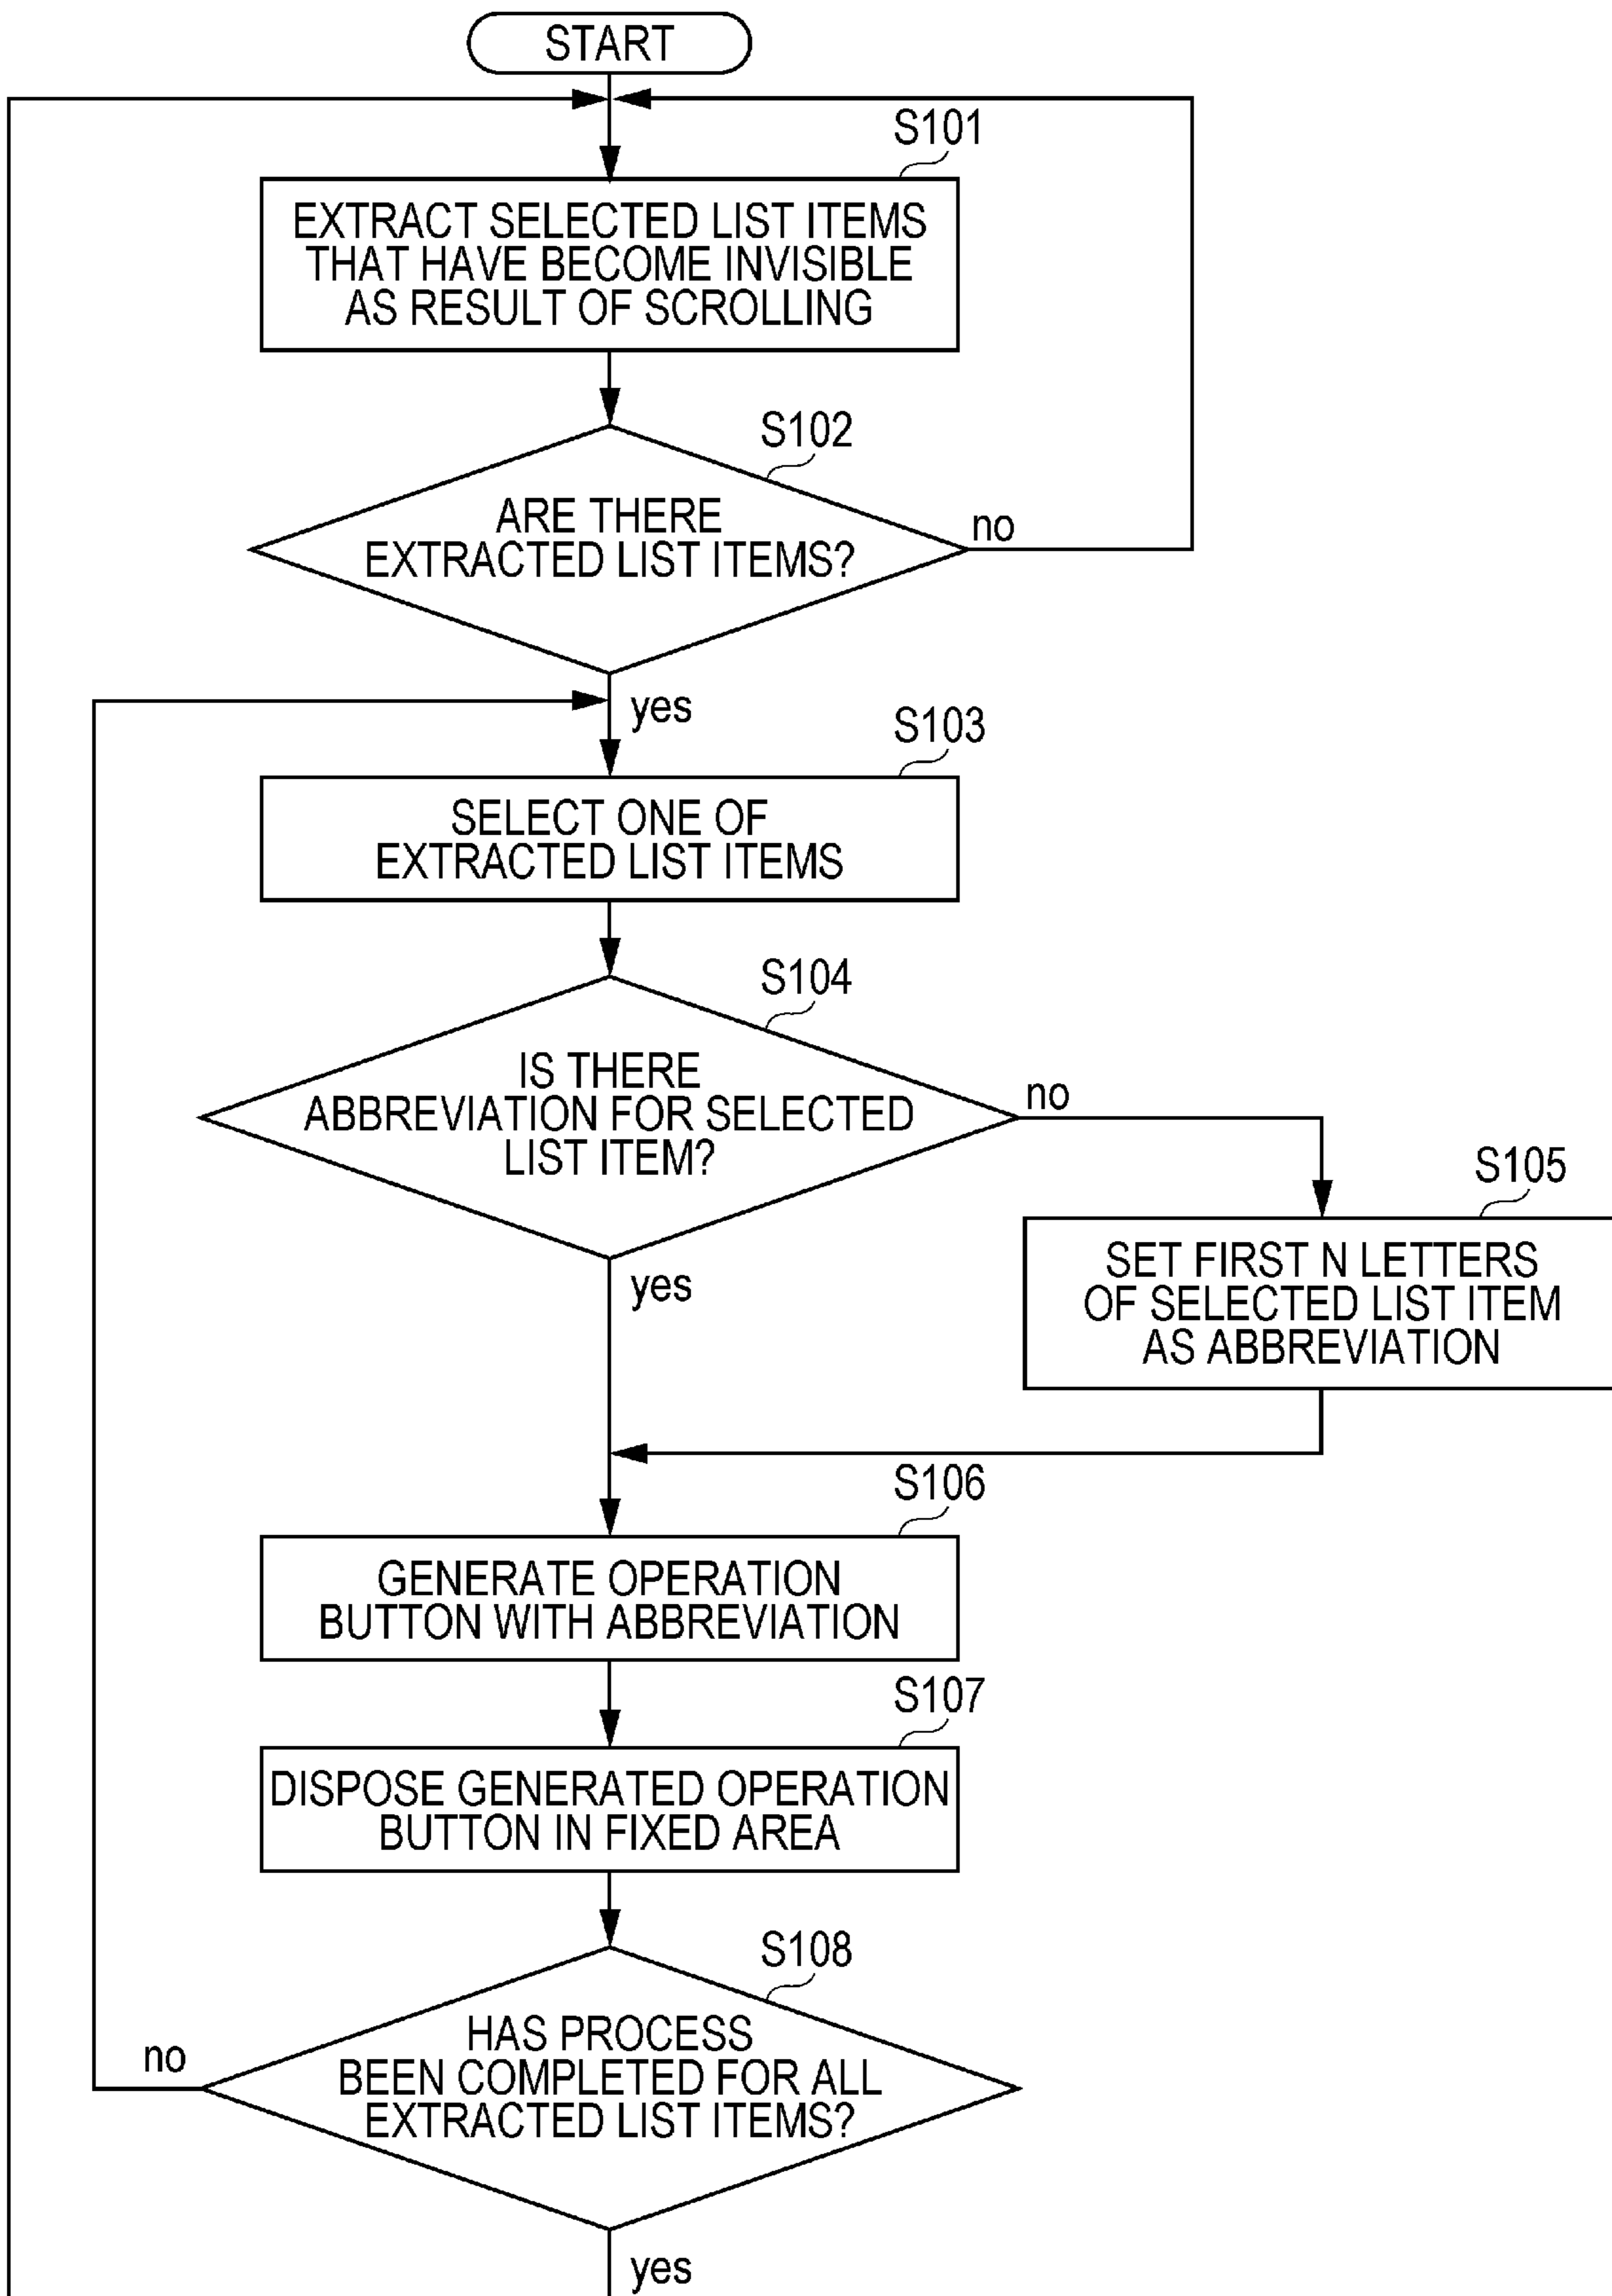 START
S101
EXTRACT SELECTED LIST ITEMS
THAT HAVE BECOME INVISIBLE
AS RESULT OF SCROLLING
S102
ARE THERE
EXTRACTED LIST ITEMS?
no
yes
S103
SELECT ONE OF
EXTRACTED LIST ITEMS
S104
IS THERE
ABBREVIATION FOR SELECTED
LIST ITEM?
no
yes
S105
SET FIRST N LETTERS
OF SELECTED LIST ITEM
AS ABBREVIATION
S106
GENERATE OPERATION
BUTTON WITH ABBREVIATION
S107
DISPOSE GENERATED OPERATION
BUTTON IN FIXED AREA
S108
HAS PROCESS
BEEN COMPLETED FOR ALL
EXTRACTED LIST ITEMS?
no
yes